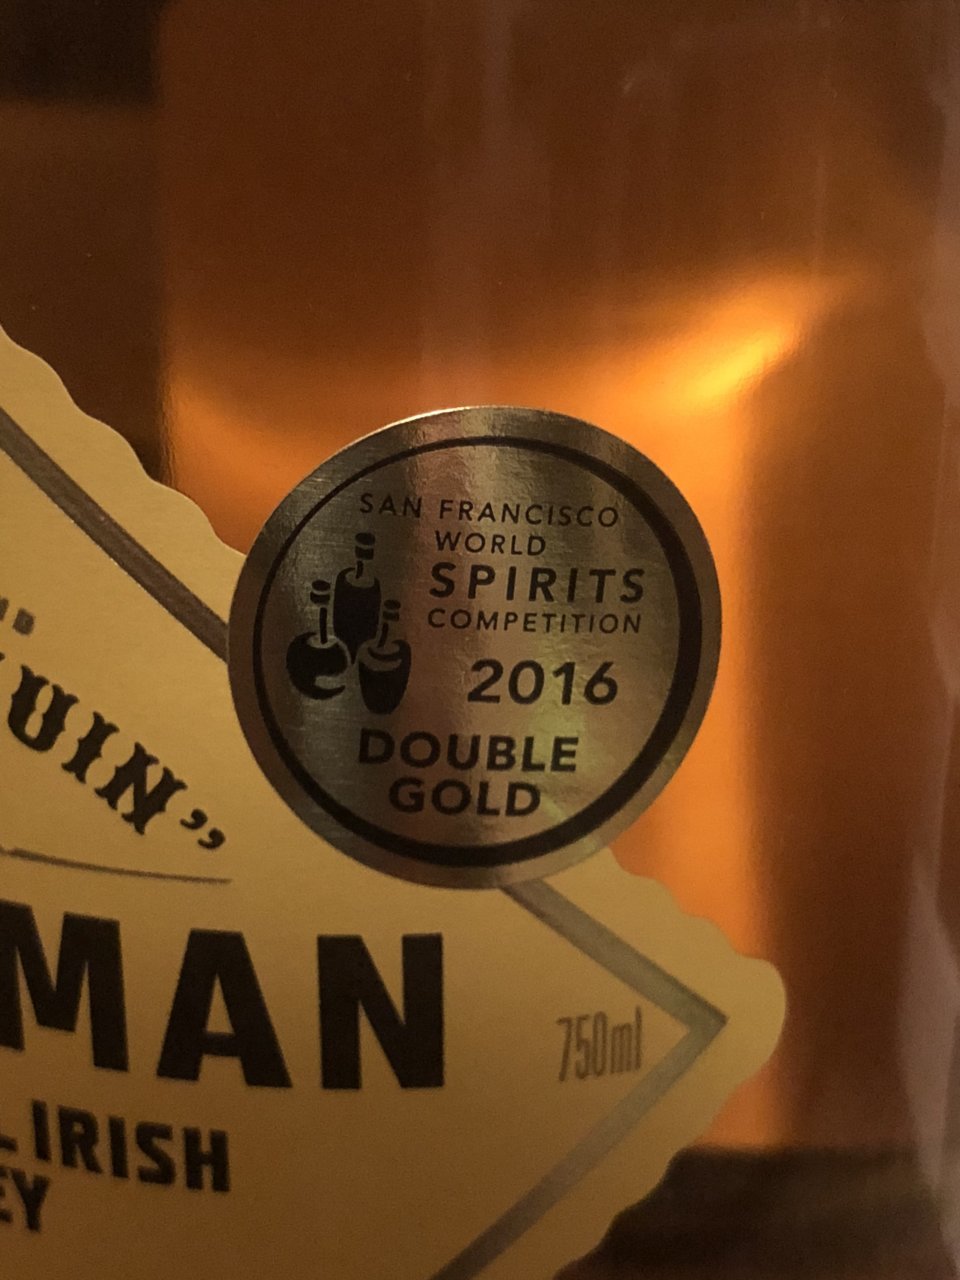 SAN FRANCISCO
WORLD
SPIRITS
COMPETITION
2016
DOUBLE
GOLD
UIN”
MAN
750ml
L IRISH
EY